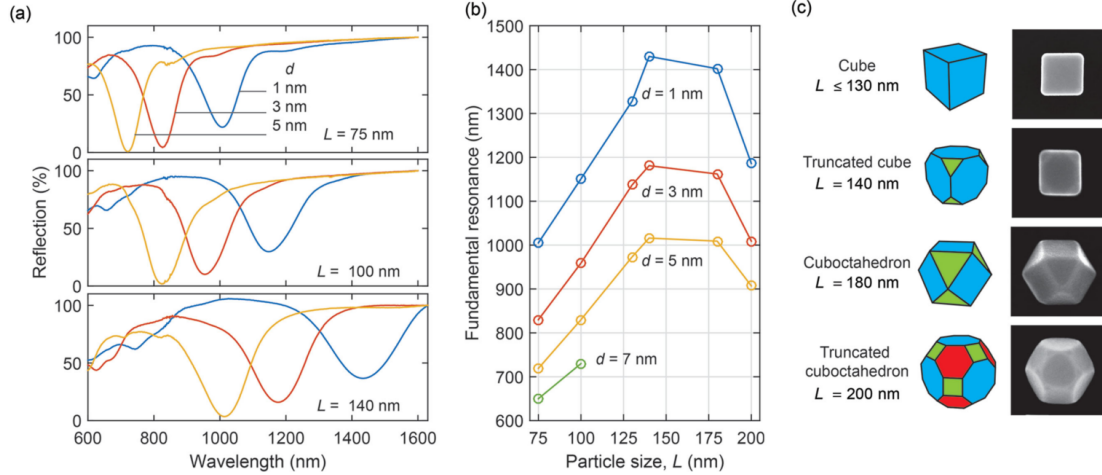 (a)
100
50
0
d
1 nm
3 nm
5 nm
L = 75 nm
Reflection (%)
100
50
0
L = 100 nm
100
50
0
L = 140 nm
600 800 1000 1200 1400 1600
Wavelength (nm)
(b)
Fundamental resonance (nm)
1500
1400
1300
1200
1100
1000
900
800
700
600
d = 1 nm
d = 3 nm
d = 5 nm
d = 7 nm
75 100 125 150 175 200
Particle size, L (nm)
(c)
Cube
L ≤ 130 nm
Truncated cube
L = 140 nm
Cuboctahedron
L = 180 nm
Truncated
cuboctahedron
L = 200 nm